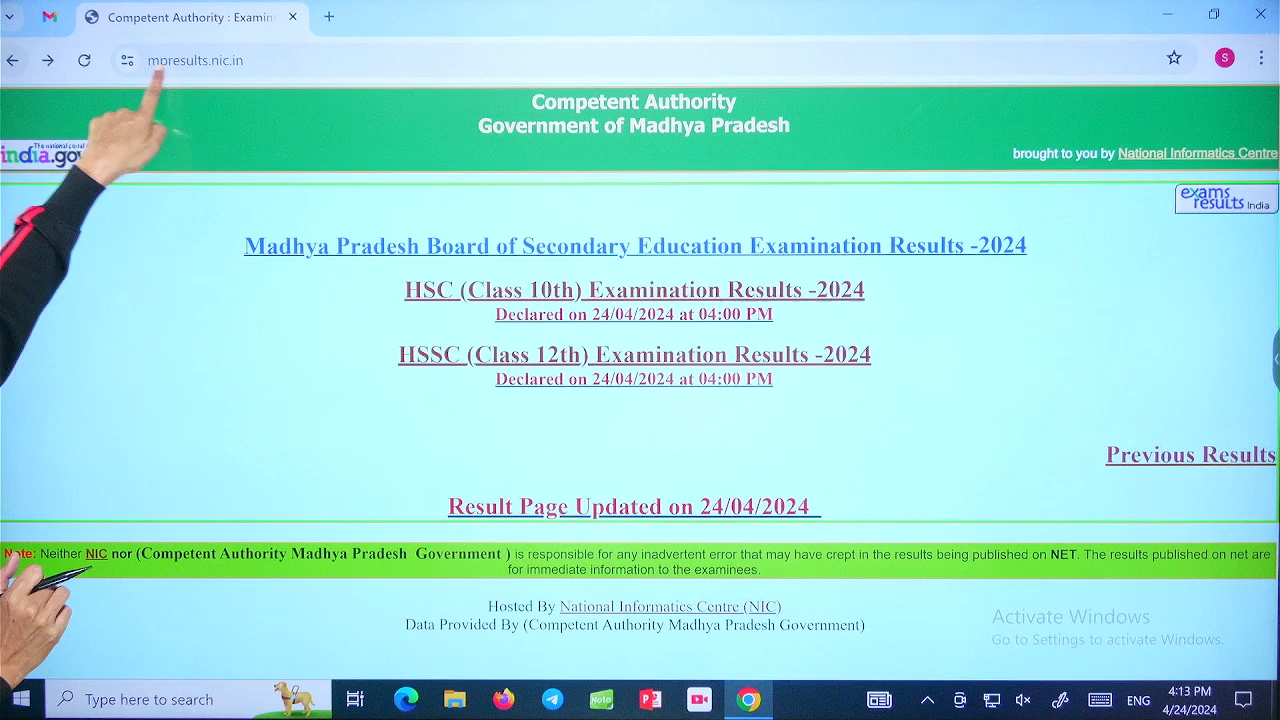 Competent Authority : Examin
mpresults.nic.in
S
Competent Authority
Government of Madhya Pradesh
The national portal
india.gov
brought to you by National Informatics Centre
exams
results India
Madhya Pradesh Board of Secondary Education Examination Results -2024
HSC (Class 10th) Examination Results -2024
Declared on 24/04/2024 at 04:00 PM
HSSC (Class 12th) Examination Results -2024
Declared on 24/04/2024 at 04:00 PM
Previous Results
Result Page Updated on 24/04/2024
Note: Neither NIC nor (Competent Authority Madhya Pradesh Government ) is responsible for any inadvertent error that may have crept in the results being published on NET. The results published on net are
for immediate information to the examinees.
Hosted By National Informatics Centre (NIC)
Data Provided By (Competent Authority Madhya Pradesh Government)
Activate Windows
Go to Settings to activate Windows.
Type here to search
Note
ENG
4:13 PM
4/24/2024